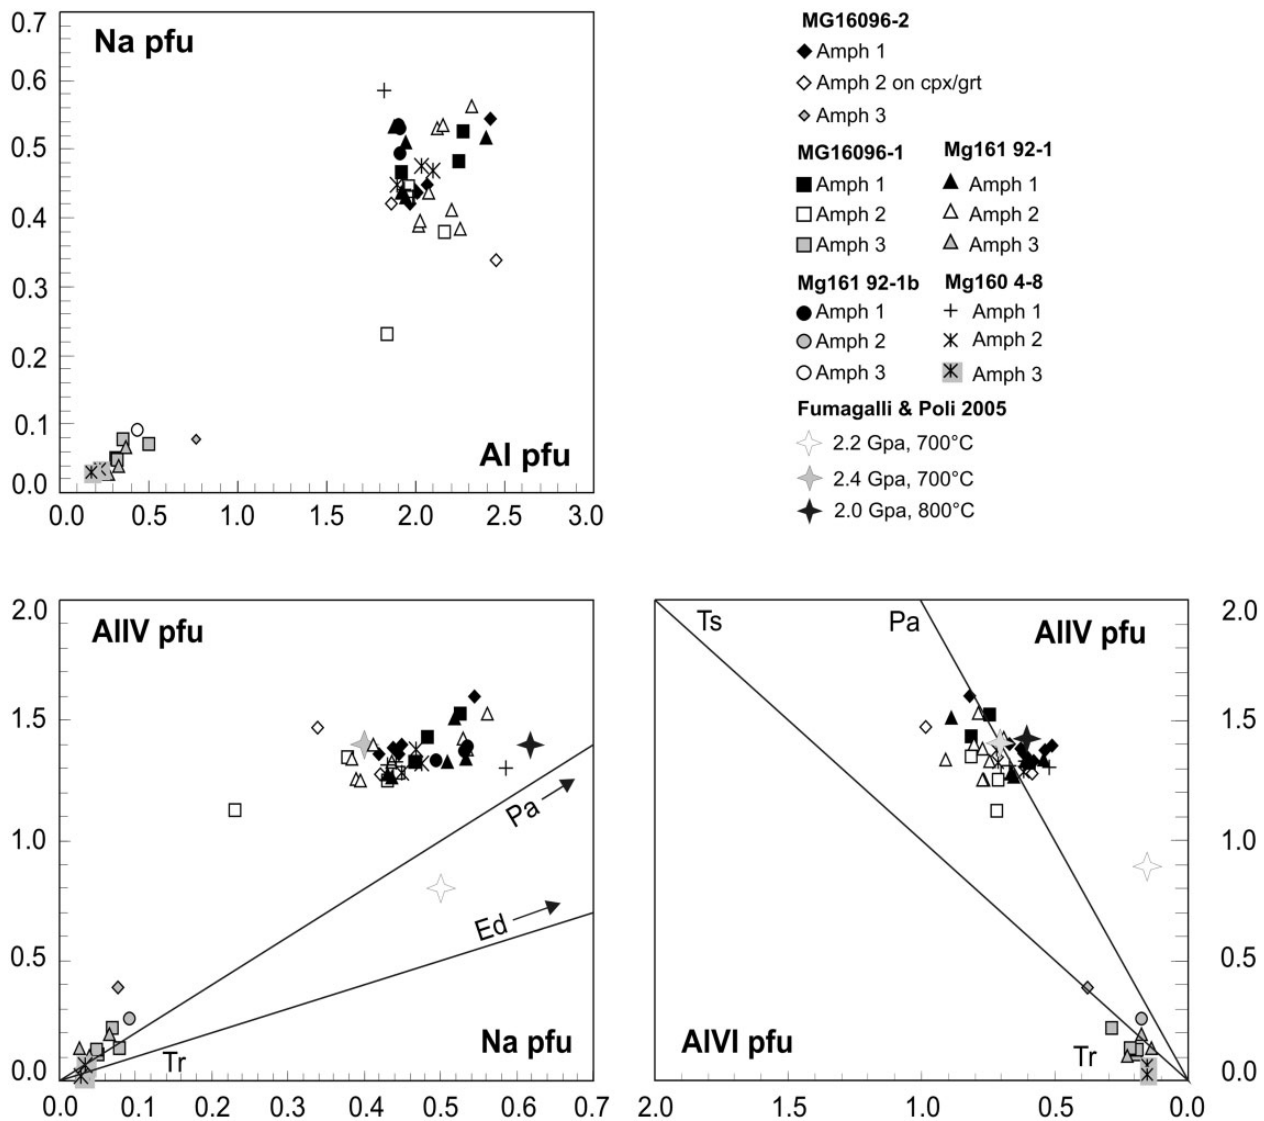 0.7
Na pfu
0.6
0.5
0.4
0.3
0.2
0.1
Al pfu
0.0
0.0 0.5 1.0 1.5 2.0 2.5 3.0
MG16096-2
Amph 1
Amph 2 on cpx/grt
Amph 3
MG16096-1
Amph 1
Amph 2
Amph 3
Mg161 92-1
Amph 1
Amph 2
Amph 3
Mg161 92-1b
Amph 1
Amph 2
Amph 3
Mg160 4-8
Amph 1
Amph 2
Amph 3
Fumagalli & Poli 2005
2.2 Gpa, 700°C
2.4 Gpa, 700°C
2.0 Gpa, 800°C
2.0
AlIV pfu
1.5
1.0
Pa
Ed
0.5
Na pfu
Tr
0.0
0.0 0.1 0.2 0.3 0.4 0.5 0.6 0.7
Ts
Pa
AlIV pfu
2.0
1.5
1.0
0.5
AlVI pfu
Tr
0.0
2.0 1.5 1.0 0.5 0.0